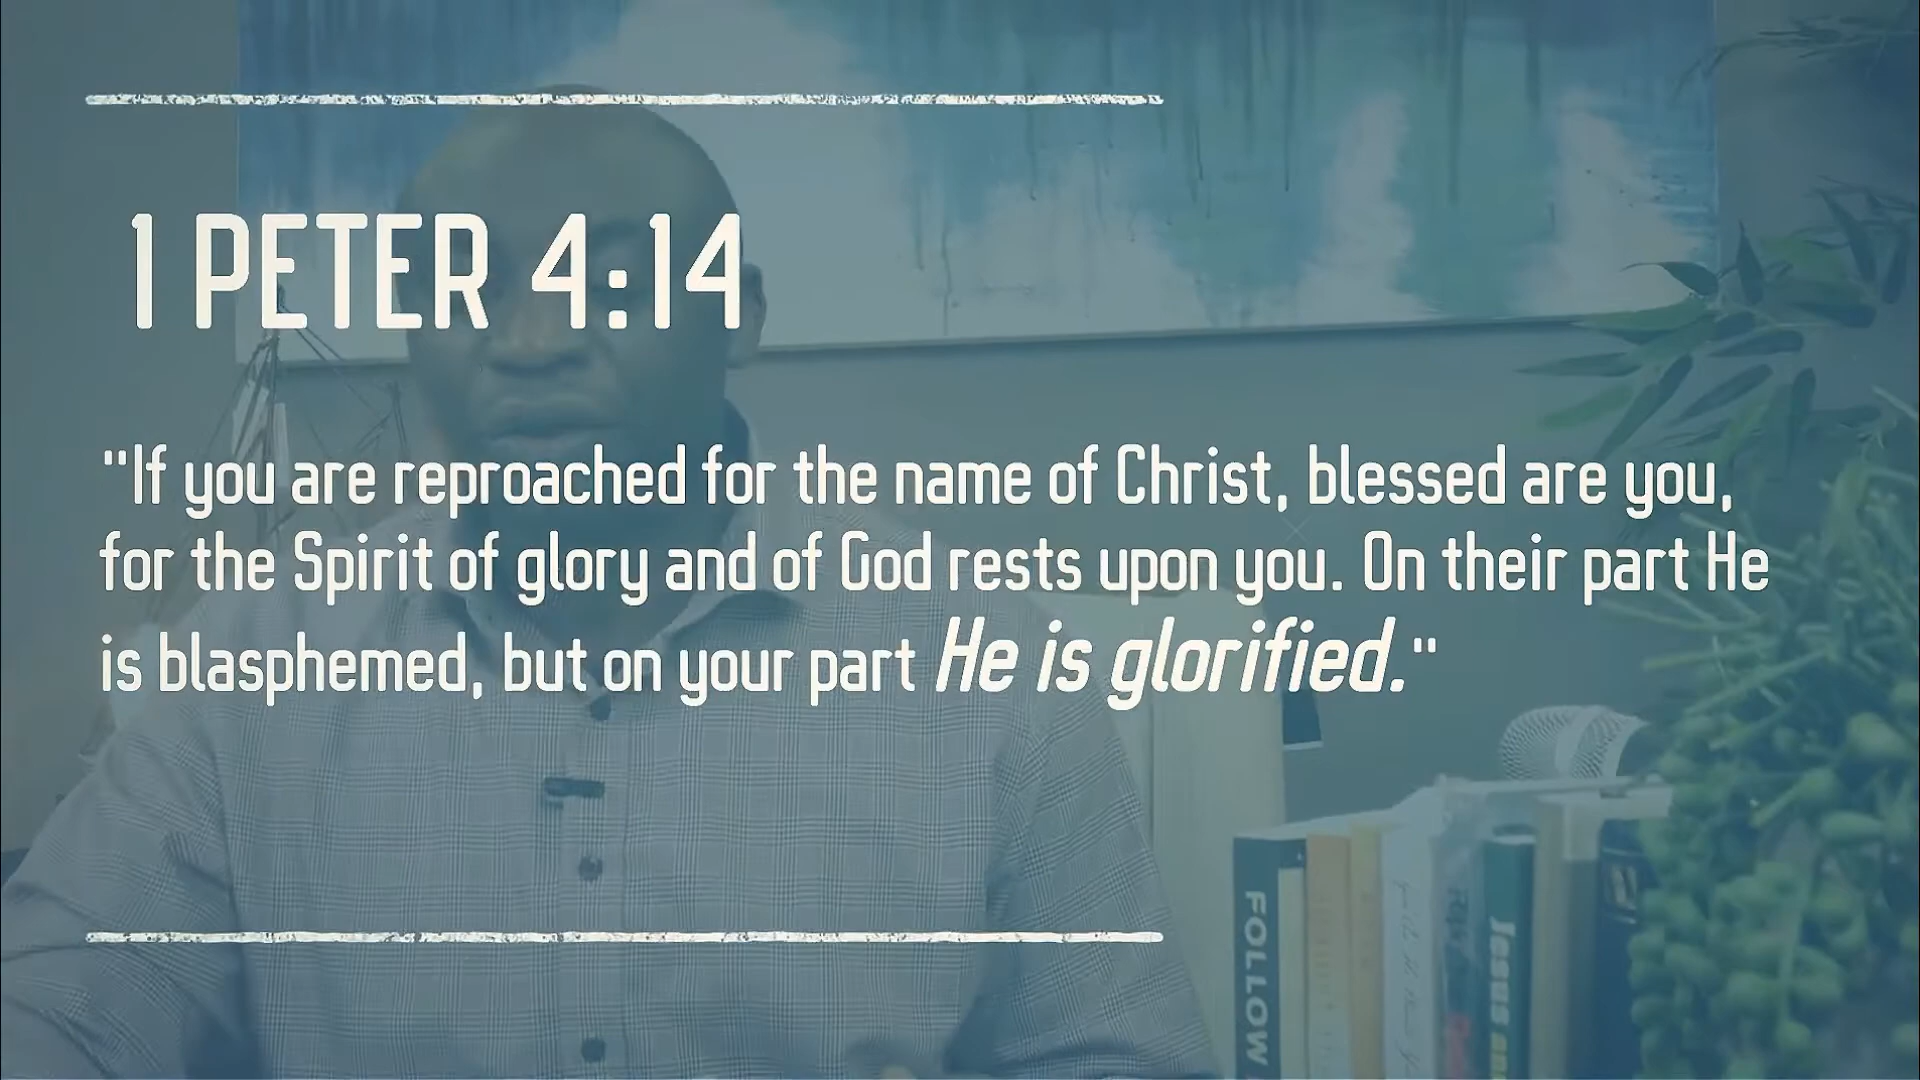 1 PETER 4:14
"If you are reproached for the name of Christ, blessed are you,
for the Spirit of glory and of God rests upon you. On their part He
is blasphemed, but on your part He is glorified."
FOLLOW
Jesus